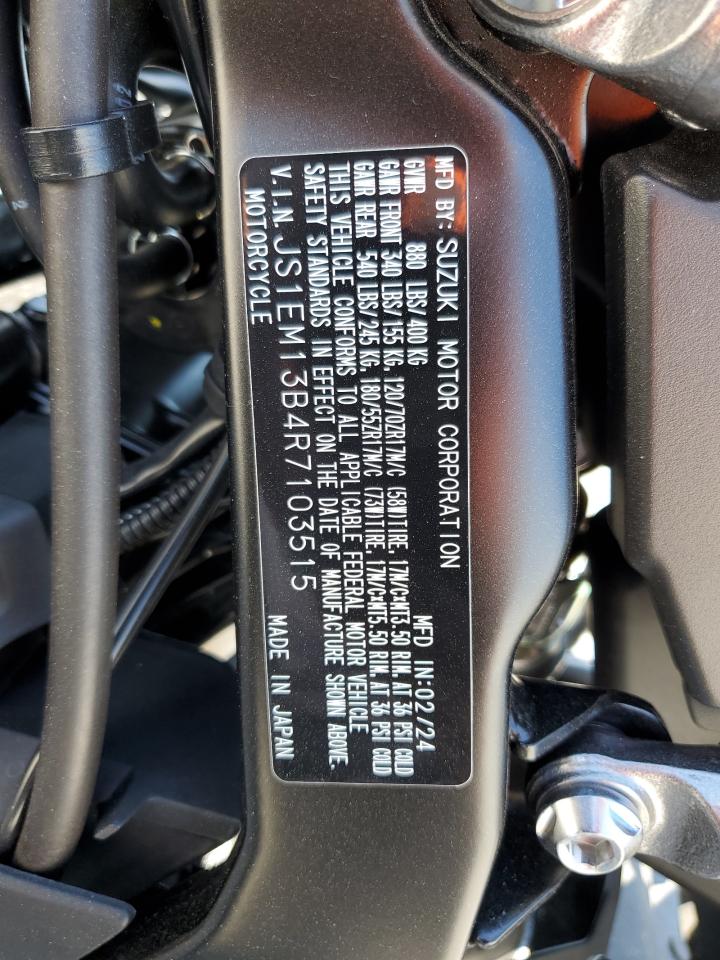 MFD BY: SUZUKI MOTOR CORPORATION MFD IN:02/24
GVWR 880 LBS/400 KG
GAWR FRONT 340 LBS/155 KG, 120/70ZR17M/C (58W)TIRE, 17M/C×MT3.50 RIM, AT 36 PSI COLD
GAWR REAR 540 LBS/245 KG, 180/55ZR17M/C (73W)TIRE, 17M/C×MT5.50 RIM, AT 36 PSI COLD
THIS VEHICLE CONFORMS TO ALL APPLICABLE FEDERAL MOTOR VEHICLE
SAFETY STANDARDS IN EFFECT ON THE DATE OF MANUFACTURE SHOWN ABOVE.
V.I.N. JS1EM13B4R7103515 MADE IN JAPAN
MOTORCYCLE